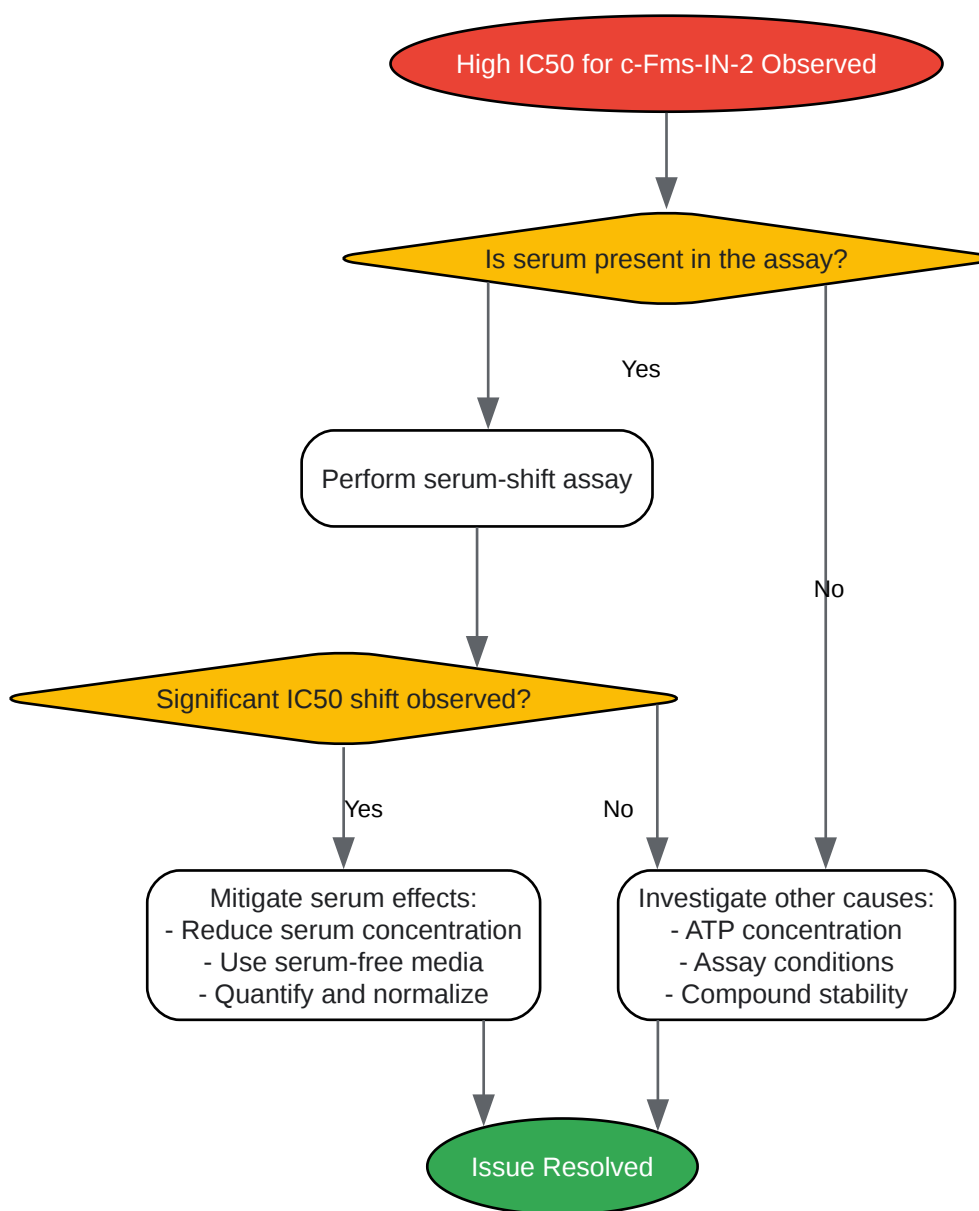 High IC50 for c-Fms-IN-2 Observed
Is serum present in the assay?
Yes
Perform serum-shift assay
No
Significant IC50 shift observed?
Yes
No
Mitigate serum effects:
- Reduce serum concentration
- Use serum-free media
- Quantify and normalize
Investigate other causes:
- ATP concentration
- Assay conditions
- Compound stability
Issue Resolved